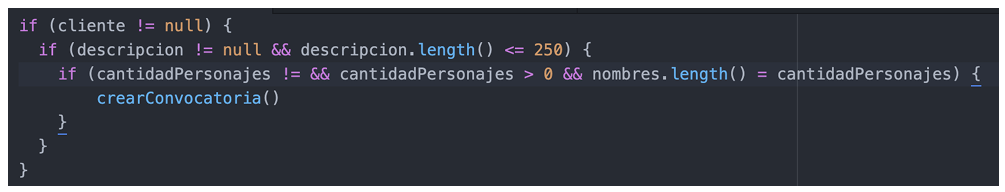 if (cliente != null) {
if (descripcion != null && descripcion.length() <= 250) {
if (cantidadPersonajes != && cantidadPersonajes > 0 && nombres.length() = cantidadPersonajes) {
crearConvocatoria()
}
}
}